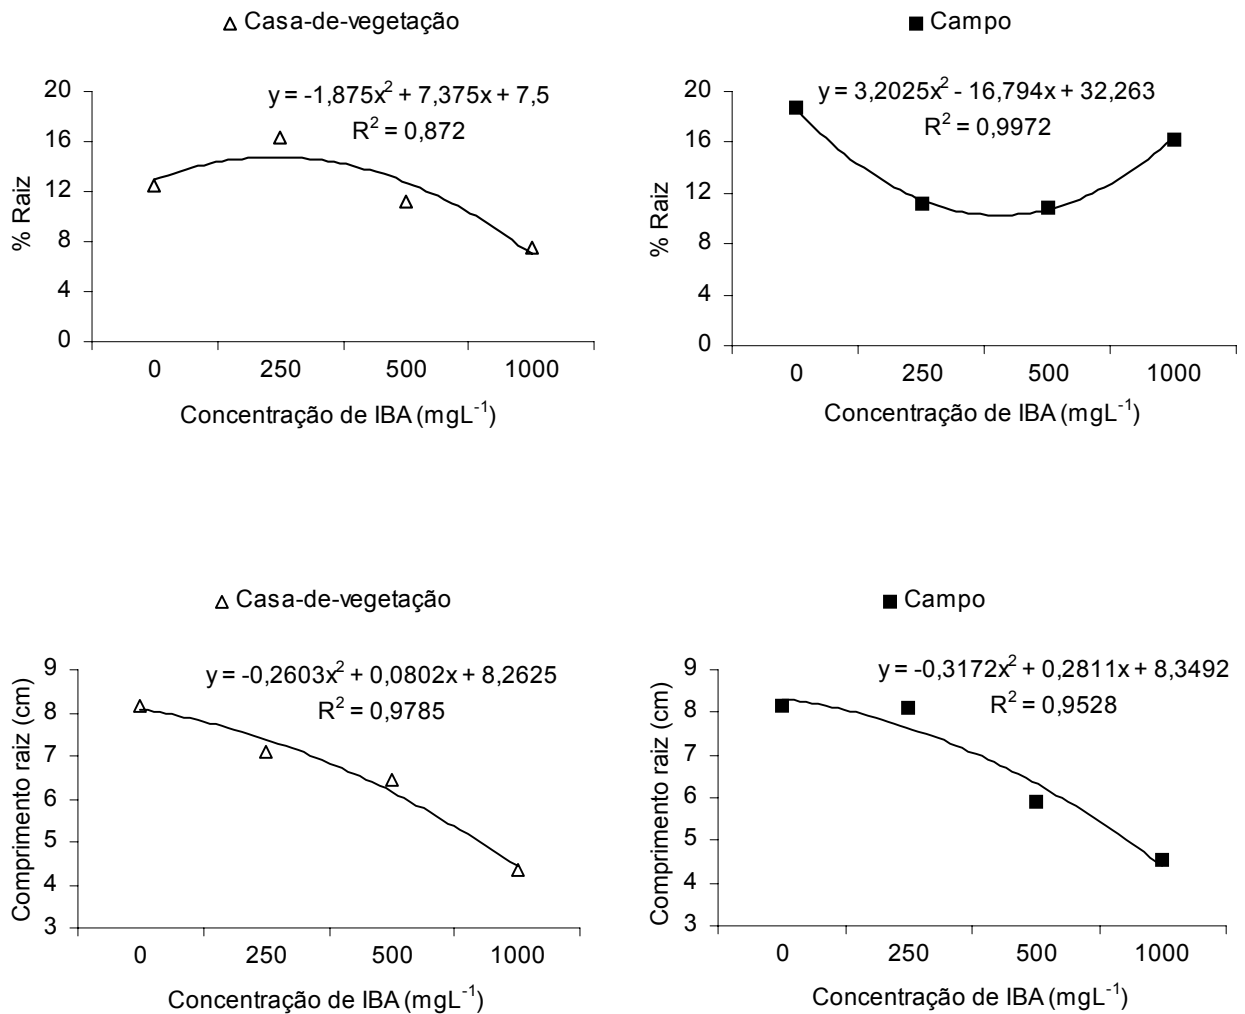 Casa-de-vegetação
y = -1,875x² + 7,375x + 7,5
R² = 0,872
% Raiz
20
16
12
8
4
0
0 250 500 1000
Concentração de IBA (mgL⁻¹)
Campo
y = 3,2025x² - 16,794x + 32,263
R² = 0,9972
% Raiz
20
16
12
8
4
0
0 250 500 1000
Concentração de IBA (mgL⁻¹)
Casa-de-vegetação
y = -0,2603x² + 0,0802x + 8,2625
R² = 0,9785
Comprimento raiz (cm)
9
8
7
6
5
4
3
0 250 500 1000
Concentração de IBA (mgL⁻¹)
Campo
y = -0,3172x² + 0,2811x + 8,3492
R² = 0,9528
Comprimento raiz (cm)
9
8
7
6
5
4
3
0 250 500 1000
Concentração de IBA (mgL⁻¹)